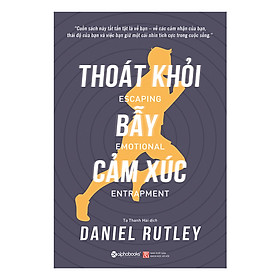 "Cuốn sách này tất tần tật là về bạn – về các cảm nhận của bạn,
thái độ của bạn và việc bạn giữ một cái nhìn tích cực trong cuộc sống."
THOÁT KHỎI
ESCAPING
BẪY
EMOTIONAL
CẢM XÚC
ENTRAPMENT
Tạ Thanh Hải dịch
DANIEL RUTLEY
alphabooks